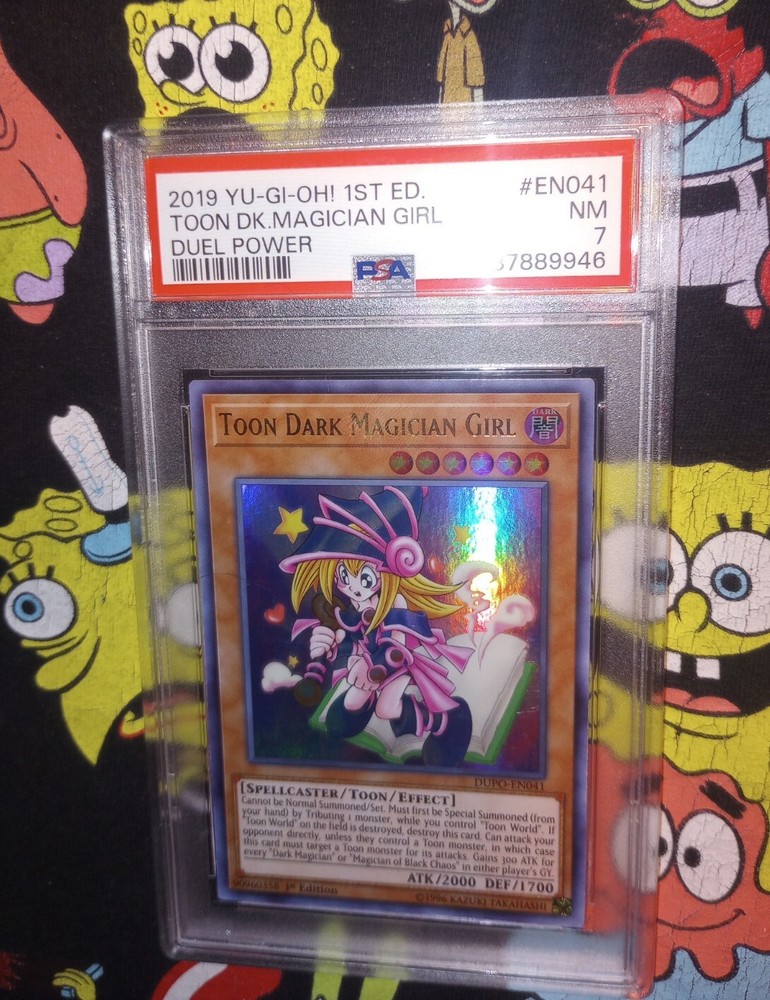 2019 YU-GI-OH! 1ST ED. #EN041
TOON DK.MAGICIAN GIRL NM
DUEL POWER 7
PSA 37889946
TOON DARK MAGICIAN GIRL
DARK
闇
DUPO-EN041
[SPELLCASTER/TOON/EFFECT]
Cannot be Normal Summoned/Set. Must first be Special Summoned (from
your hand) by Tributing 1 monster, while you control "Toon World". If
"Toon World" on the field is destroyed, destroy this card. Can attack your
opponent directly, unless they control a Toon monster, in which case
this card must target a Toon monster for its attacks. Gains 300 ATK for
every "Dark Magician" or "Magician of Black Chaos" in either player's GY.
ATK/2000 DEF/1700
90960358 1st Edition ©1996 KAZUKI TAKAHASHI